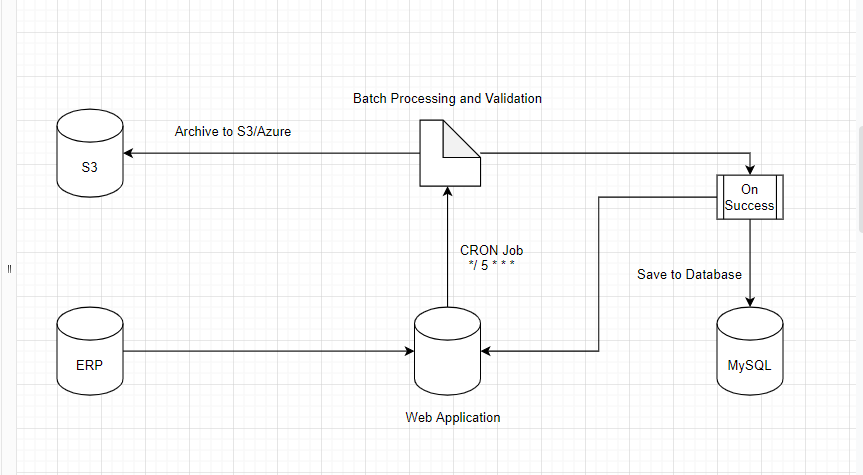 Batch Processing and Validation
Archive to S3/Azure
S3
On
Success
CRON Job
*/ 5 * * *
Save to Database
ERP
MySQL
Web Application